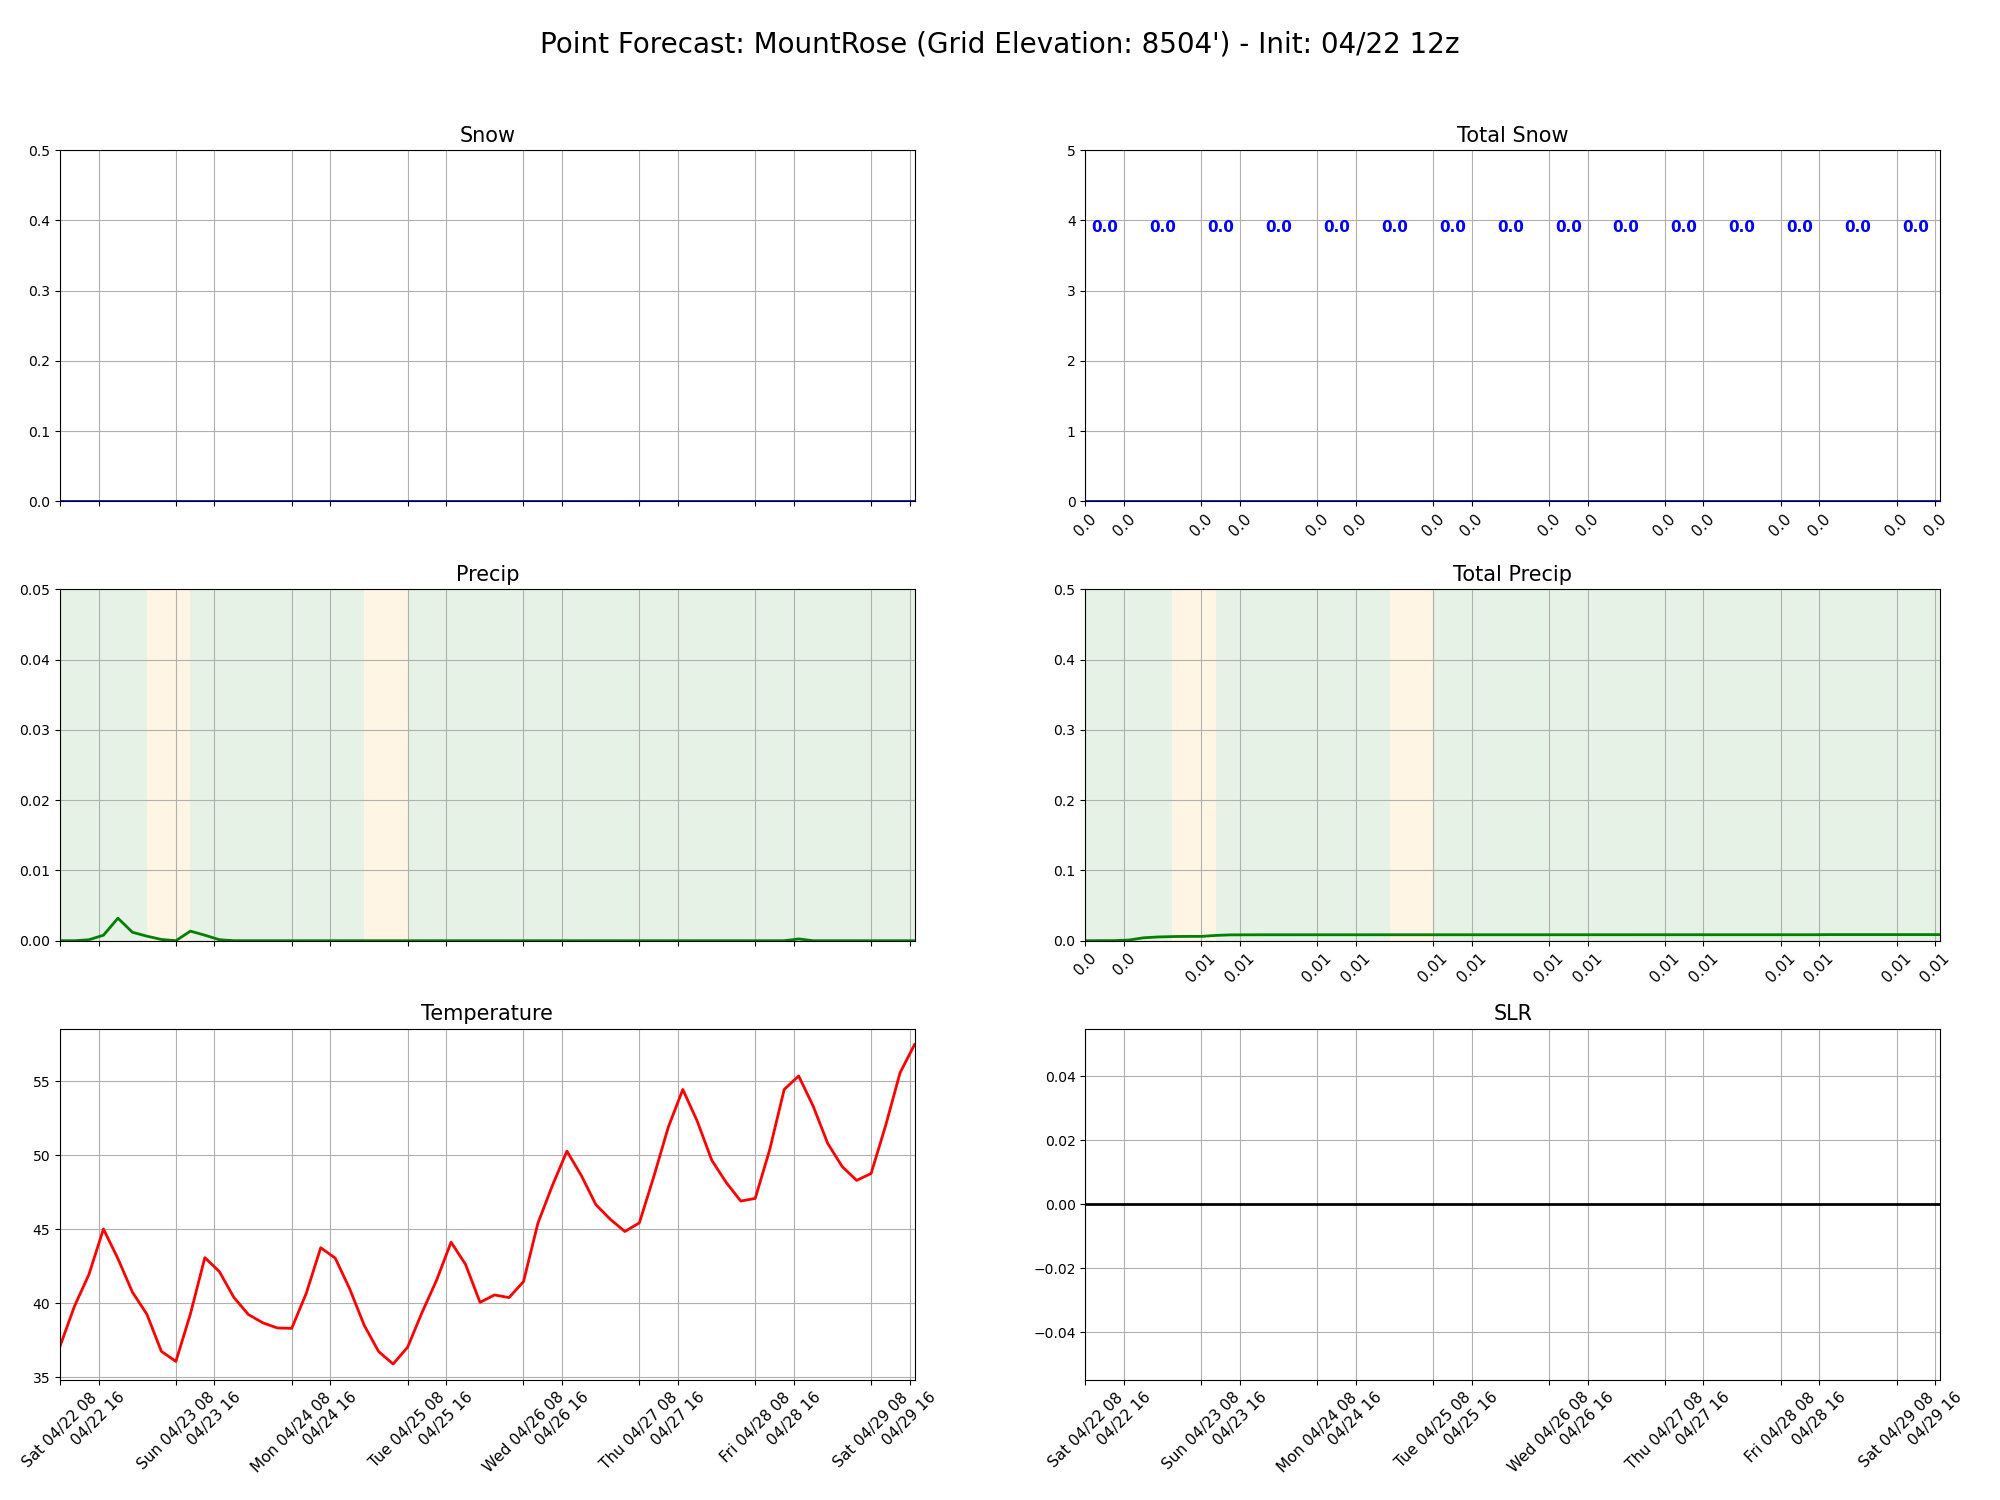 Point Forecast: MountRose (Grid Elevation: 8504') - Init: 04/22 12z
Snow
0.5
0.4
0.3
0.2
0.1
0.0
Total Snow
5
4
3
2
1
0
0.0 0.0 0.0 0.0 0.0 0.0 0.0 0.0 0.0 0.0 0.0 0.0 0.0 0.0 0.0
0.0 0.0 0.0 0.0 0.0 0.0 0.0 0.0 0.0 0.0 0.0 0.0 0.0 0.0 0.0 0.0
Precip
0.05
0.04
0.03
0.02
0.01
0.00
Total Precip
0.5
0.4
0.3
0.2
0.1
0.0
0.0 0.0 0.01 0.01 0.01 0.01 0.01 0.01 0.01 0.01 0.01 0.01 0.01 0.01 0.01 0.01
Temperature
55
50
45
40
35
Sat 04/22 08
04/22 16
Sun 04/23 08
04/23 16
Mon 04/24 08
04/24 16
Tue 04/25 08
04/25 16
Wed 04/26 08
04/26 16
Thu 04/27 08
04/27 16
Fri 04/28 08
04/28 16
Sat 04/29 08
04/29 16
SLR
0.04
0.02
0.00
−0.02
−0.04
Sat 04/22 08
04/22 16
Sun 04/23 08
04/23 16
Mon 04/24 08
04/24 16
Tue 04/25 08
04/25 16
Wed 04/26 08
04/26 16
Thu 04/27 08
04/27 16
Fri 04/28 08
04/28 16
Sat 04/29 08
04/29 16